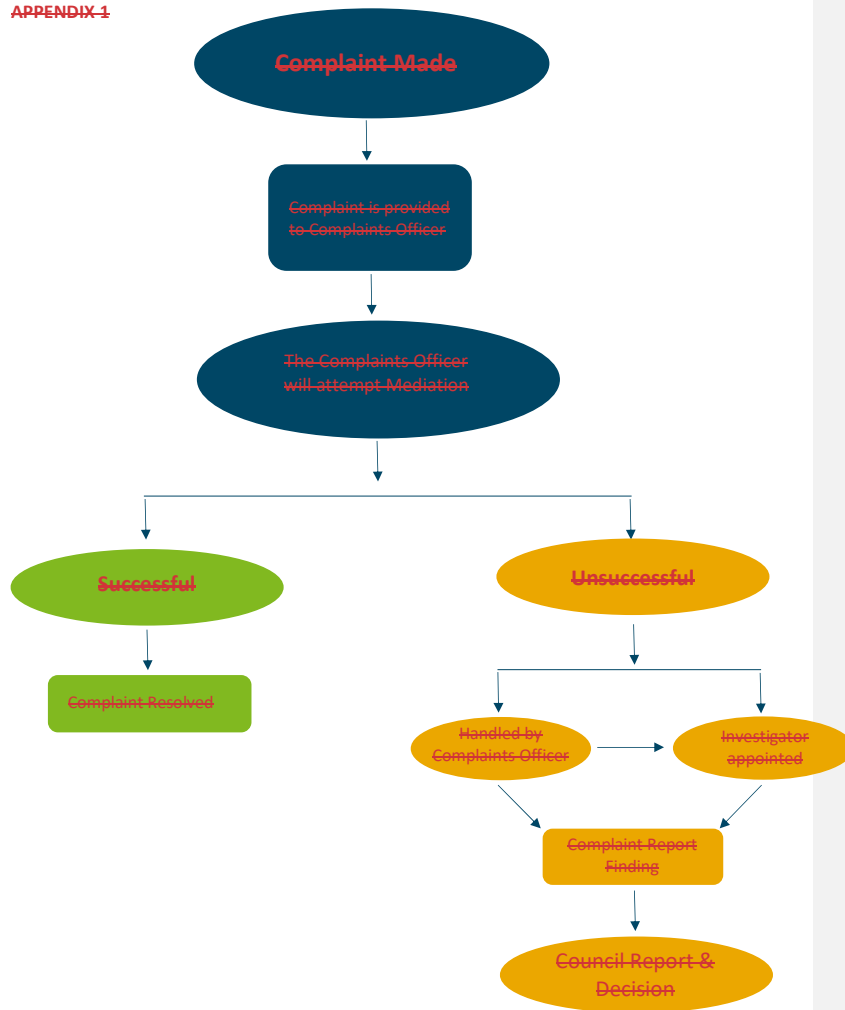 APPENDIX 1
Complaint Made
Complaint is provided
to Complaints Officer
The Complaints Officer
will attempt Mediation
Successful
Unsuccessful
Complaint Resolved
Handled by
Complaints Officer
Investigator
appointed
Complaint Report
Finding
Council Report &
Decision